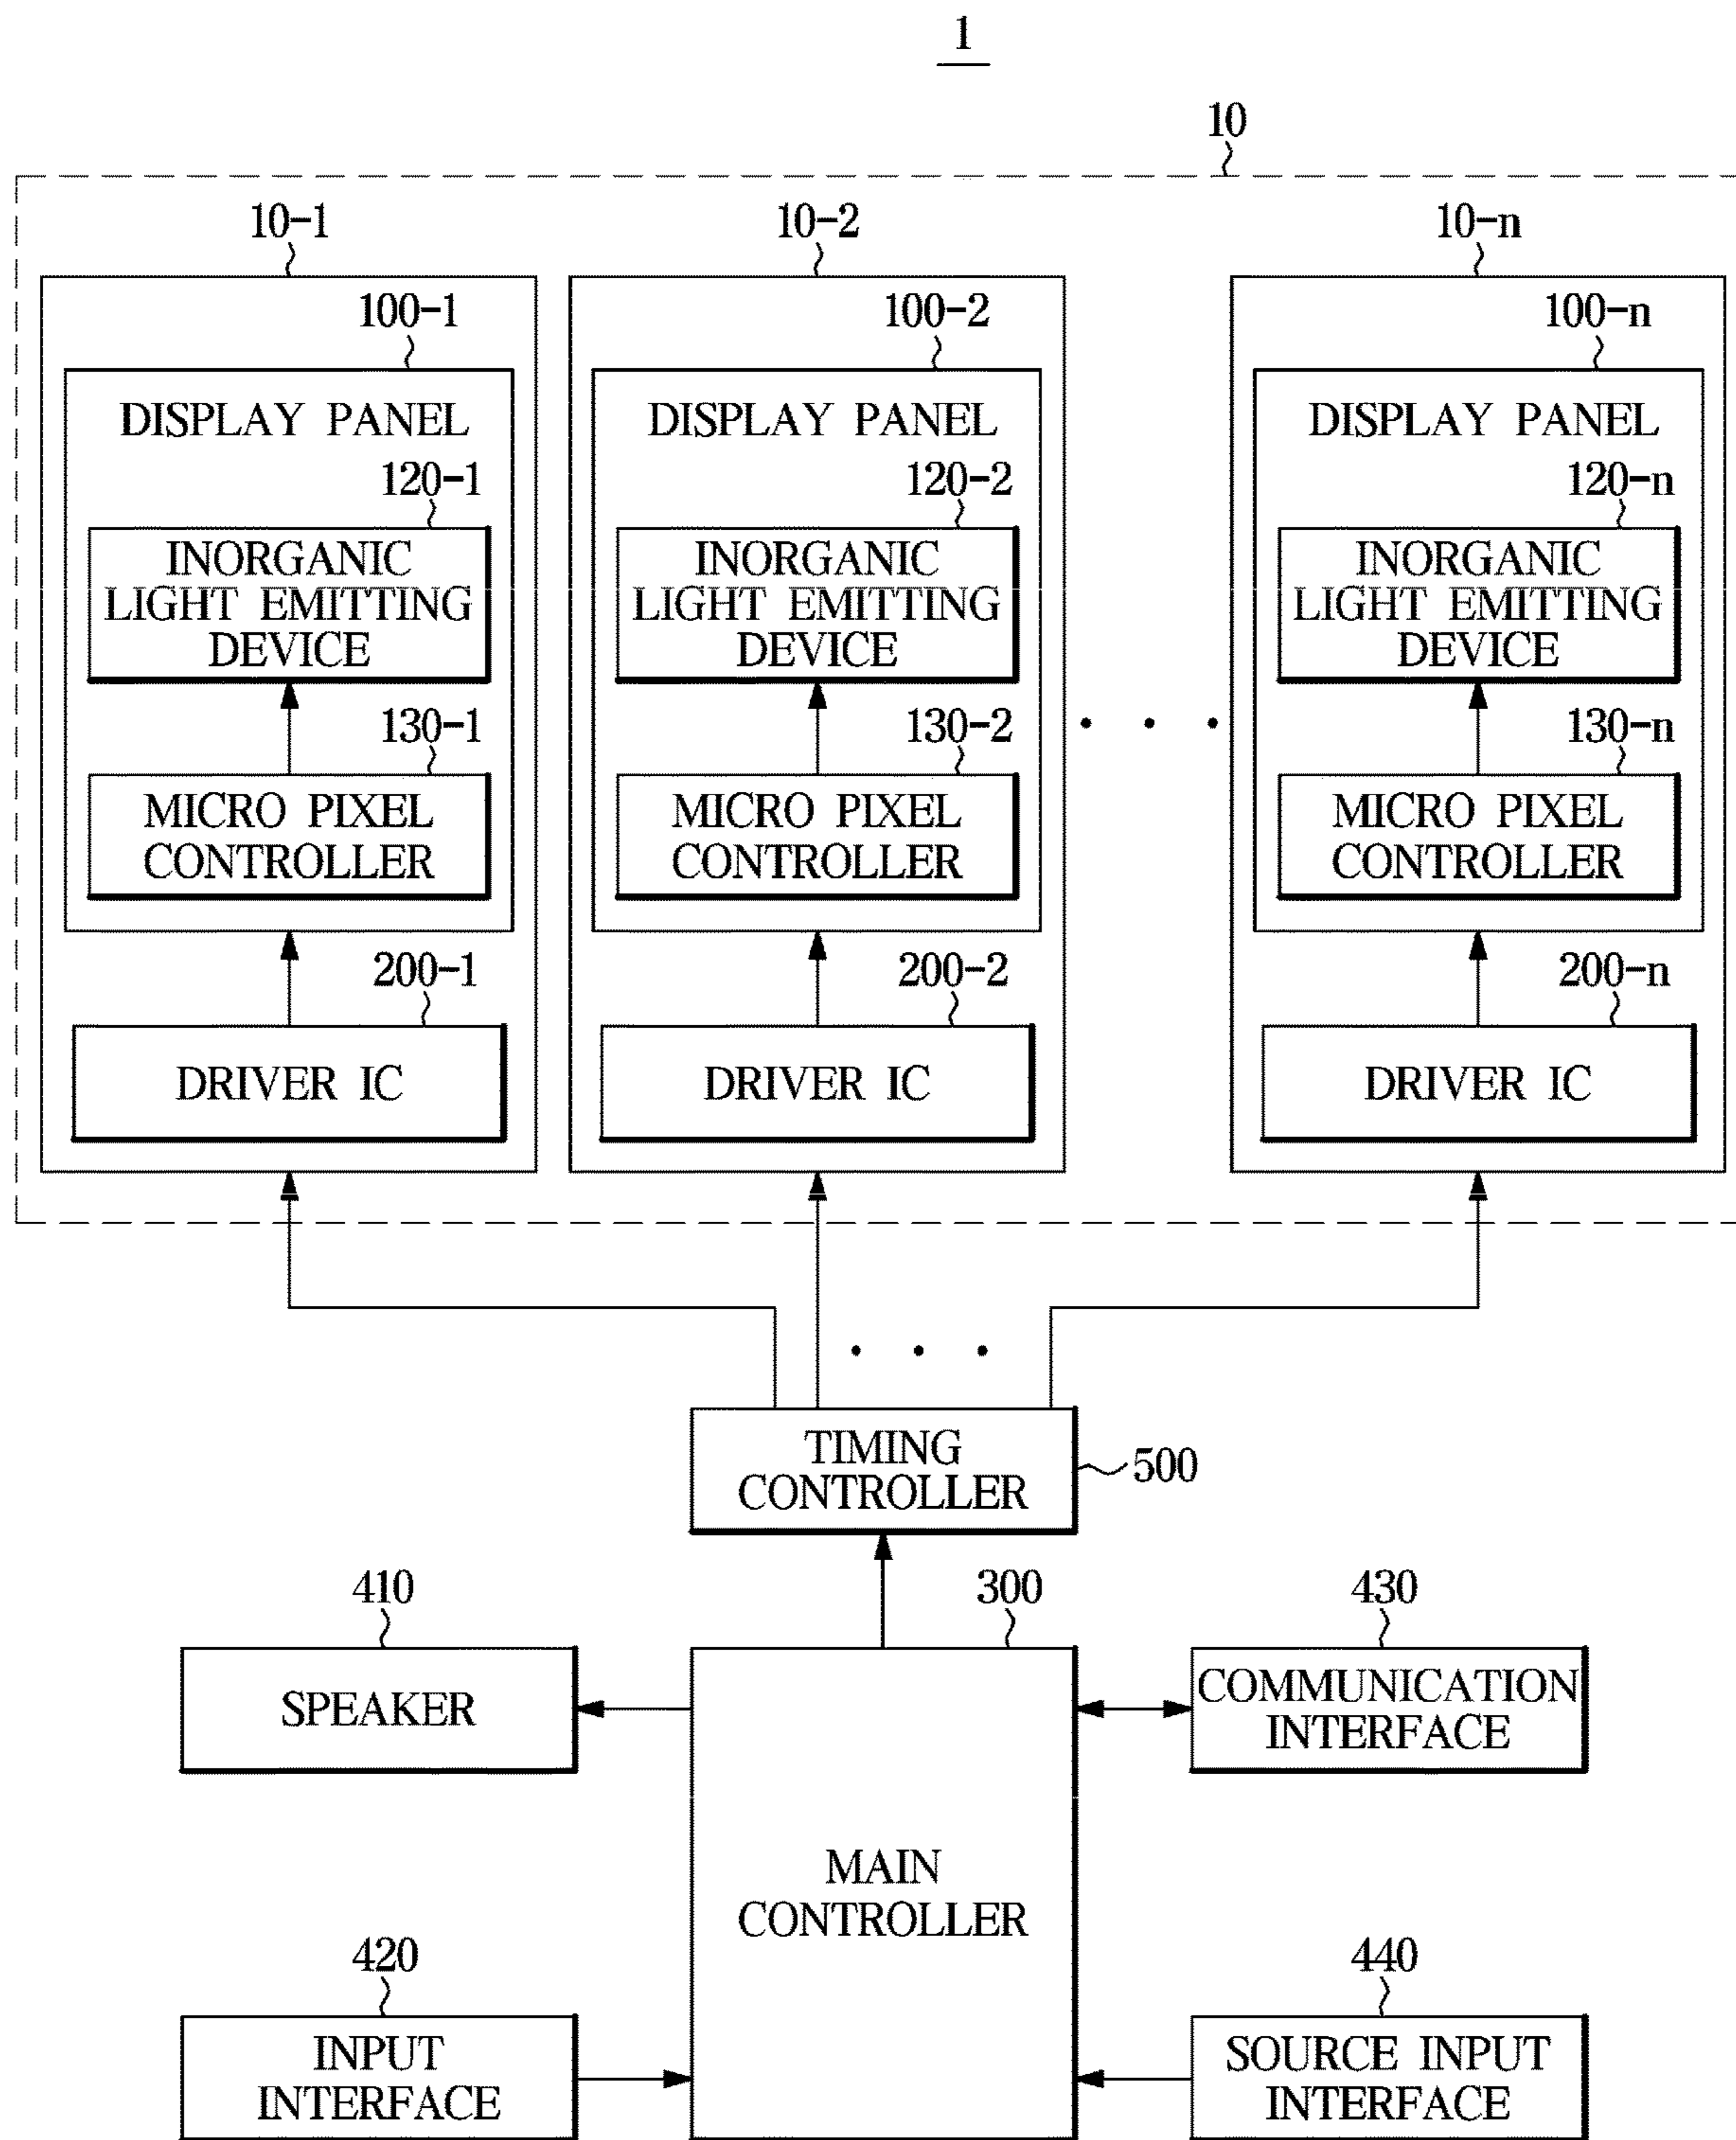 1
10
10-1
10-2
10-n
100-1
100-2
100-n
DISPLAY PANEL
DISPLAY PANEL
DISPLAY PANEL
120-1
120-2
120-n
INORGANIC
LIGHT EMITTING
DEVICE
INORGANIC
LIGHT EMITTING
DEVICE
INORGANIC
LIGHT EMITTING
DEVICE
130-1
130-2
130-n
MICRO PIXEL
CONTROLLER
MICRO PIXEL
CONTROLLER
MICRO PIXEL
CONTROLLER
200-1
200-2
200-n
DRIVER IC
DRIVER IC
DRIVER IC
TIMING
CONTROLLER
500
410
300
430
SPEAKER
COMMUNICATION
INTERFACE
MAIN
CONTROLLER
420
440
INPUT
INTERFACE
SOURCE INPUT
INTERFACE